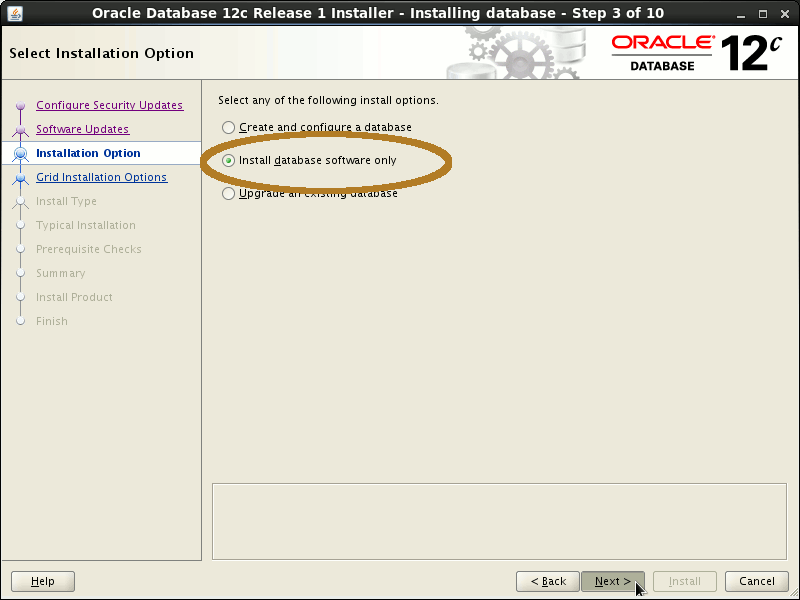 Oracle Database 12c Release 1 Installer - Installing database - Step 3 of 10
Select Installation Option
ORACLE®
DATABASE
12c
Configure Security Updates
Software Updates
Installation Option
Grid Installation Options
Install Type
Typical Installation
Prerequisite Checks
Summary
Install Product
Finish
Select any of the following install options.
Create and configure a database
Install database software only
Upgrade an existing database
Help
< Back
Next >
Install
Cancel